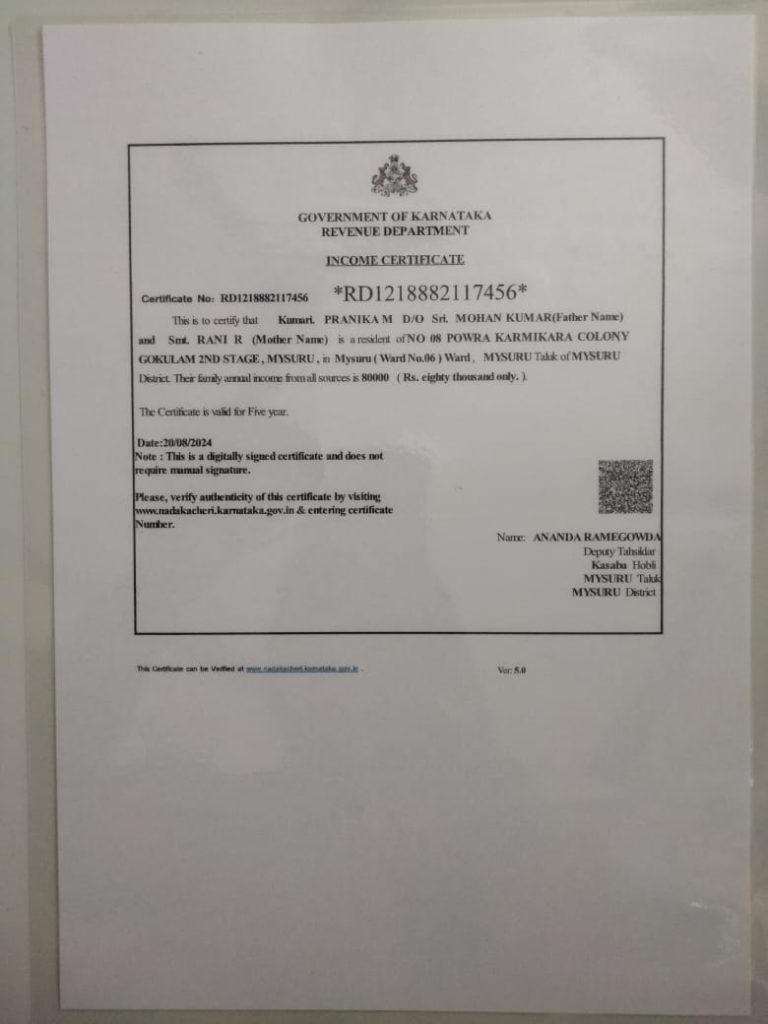 GOVERNMENT OF KARNATAKA
REVENUE DEPARTMENT
INCOME CERTIFICATE
Certificate No: RD1218882117456 *RD1218882117456*
This is to certify that Kumari. PRANIKA M D/O Sri. MOHAN KUMAR(Father Name)
and Smt. RANI R (Mother Name) is a resident of NO 08 POWRA KARMIKARA COLONY
GOKULAM 2ND STAGE , MYSURU , in Mysuru ( Ward No.06 ) Ward , MYSURU Taluk of MYSURU
District. Their family annual income from all sources is 80000 ( Rs. eighty thousand only. ).
The Certificate is valid for Five year.
Date:20/08/2024
Note : This is a digitally signed certificate and does not
require manual signature.
Please, verify authenticity of this certificate by visiting
www.nadakacheri.karnataka.gov.in & entering certificate
Number.
Name: ANANDA RAMEGOWDA
Deputy Tahsildar
Kasaba Hobli
MYSURU Taluk
MYSURU District
This Certificate can be Verified at www.nadakacheri.karnataka.gov.in .
Ver: 5.0